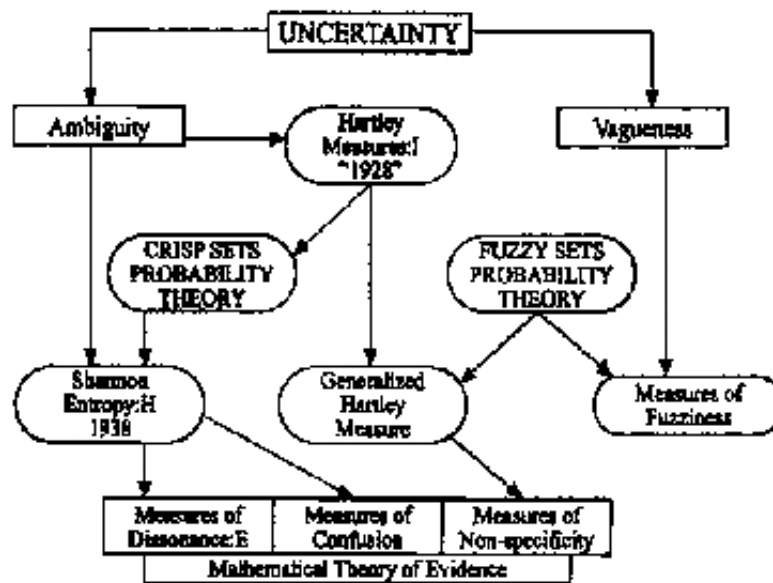 UNCERTAINTY
Ambiguity
Hartley
Measures:I
"1928"
Vagueness
CRISP SETS
PROBABILITY
THEORY
FUZZY SETS
PROBABILITY
THEORY
Shannon
Entropy:H
1938
Generalized
Hartley
Measure
Measures of
Fuzziness
Measures of
Dissonance:E
Measures of
Confusion
Measures of
Non-specificity
Mathematical Theory of Evidence